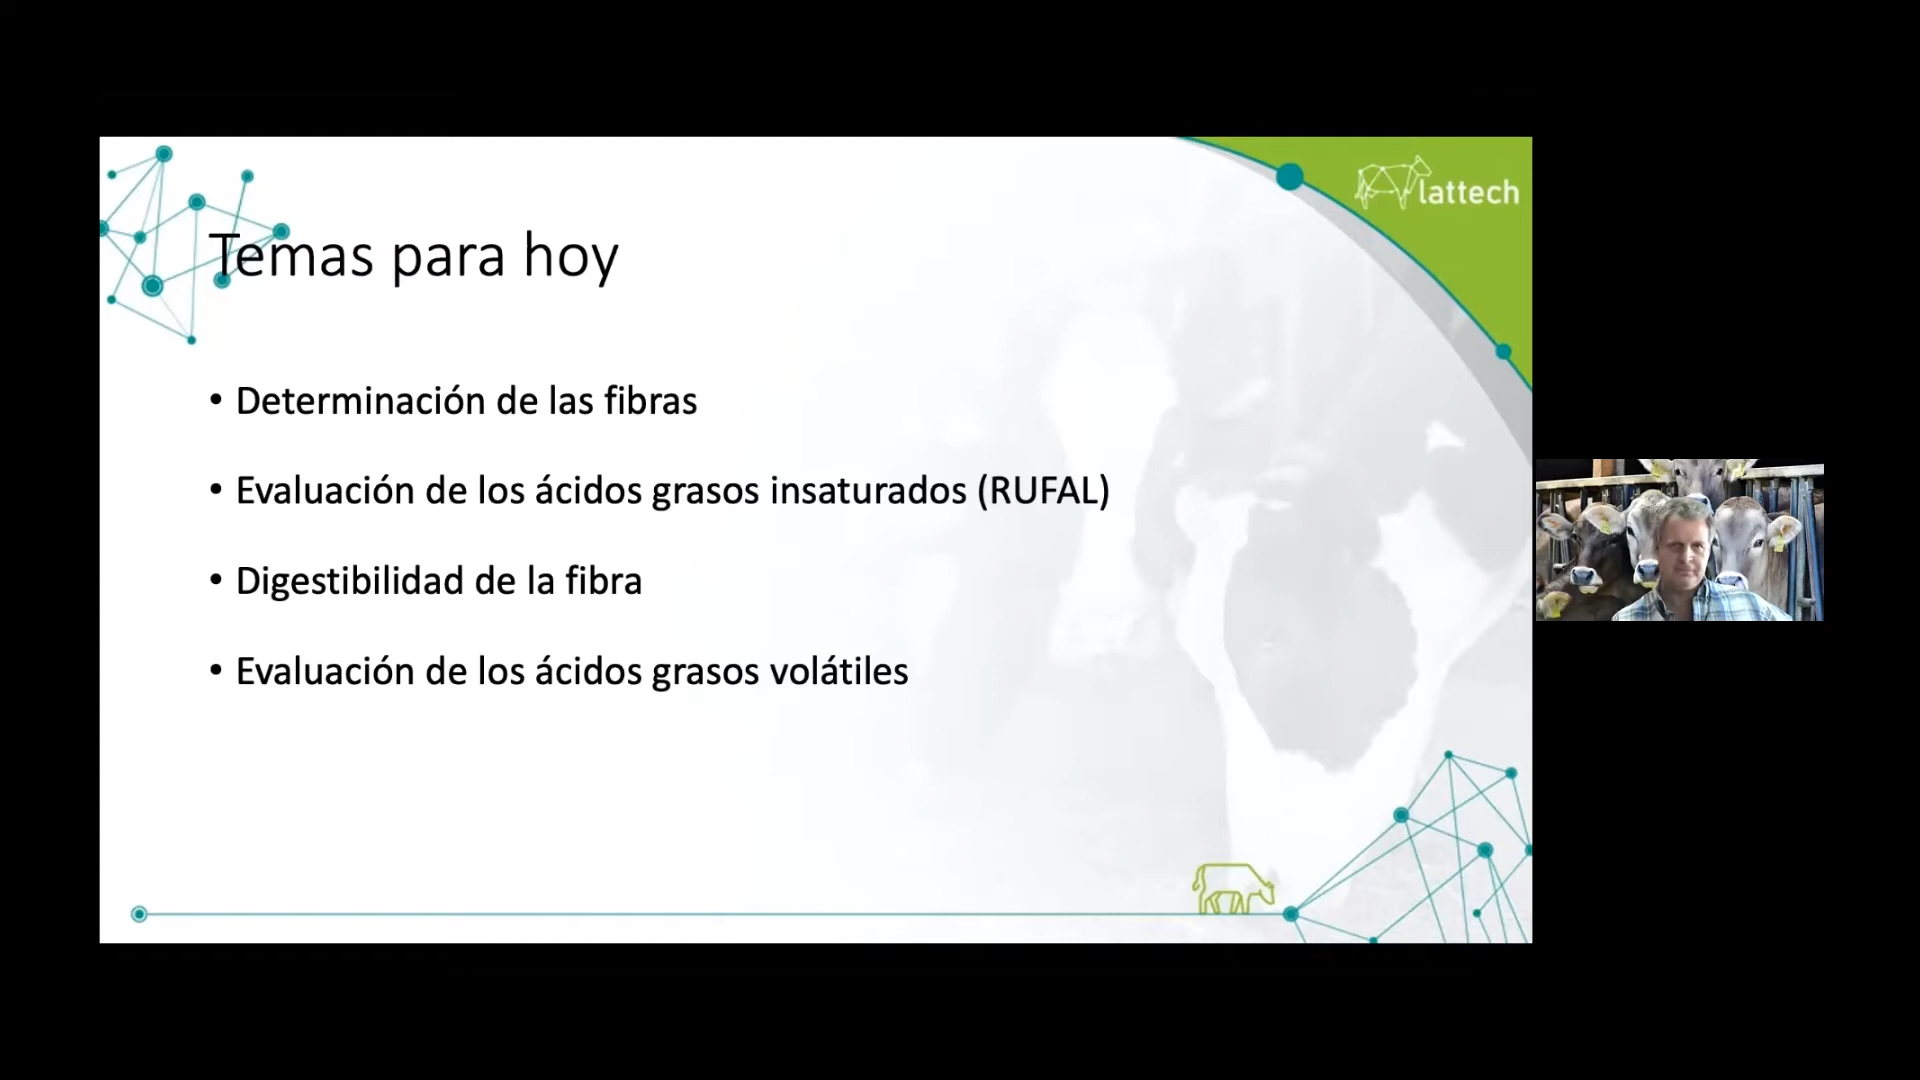 lattech
Temas para hoy
• Determinación de las fibras
• Evaluación de los ácidos grasos insaturados (RUFAL)
• Digestibilidad de la fibra
• Evaluación de los ácidos grasos volátiles